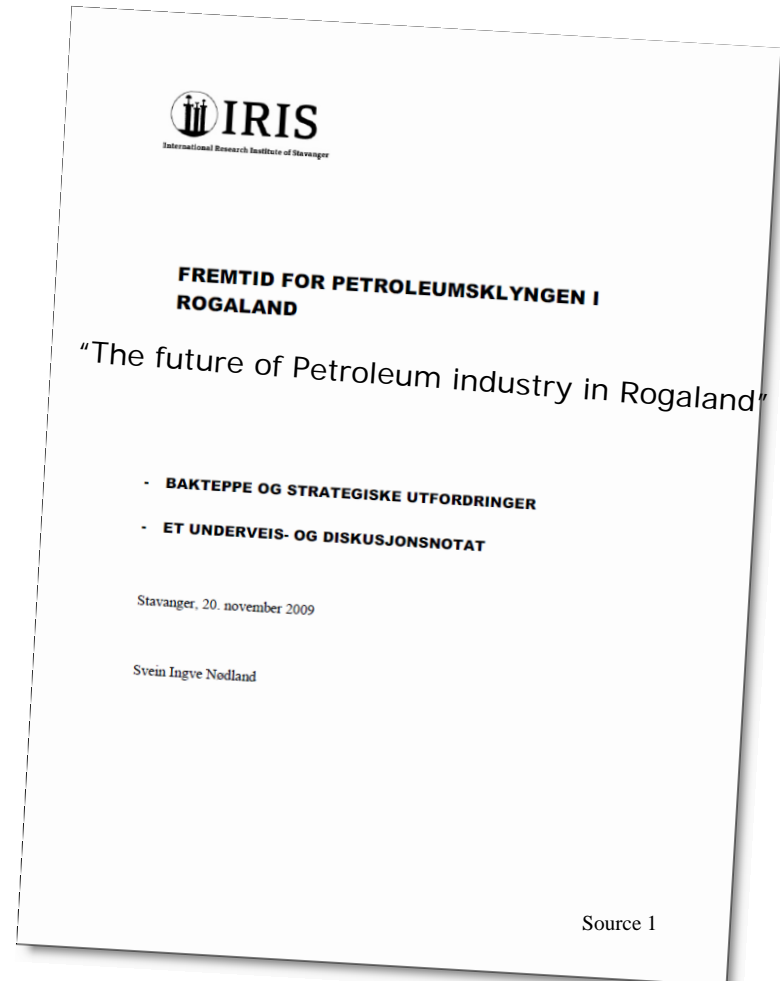 IRIS
International Research Institute of Stavanger
FREMTID FOR PETROLEUMSKLYNGEN I
ROGALAND
"The future of Petroleum industry in Rogaland"
- BAKTEPPE OG STRATEGISKE UTFORDRINGER
- ET UNDERVEIS- OG DISKUSJONSNOTAT
Stavanger, 20. november 2009
Svein Ingve Nødland
Source 1